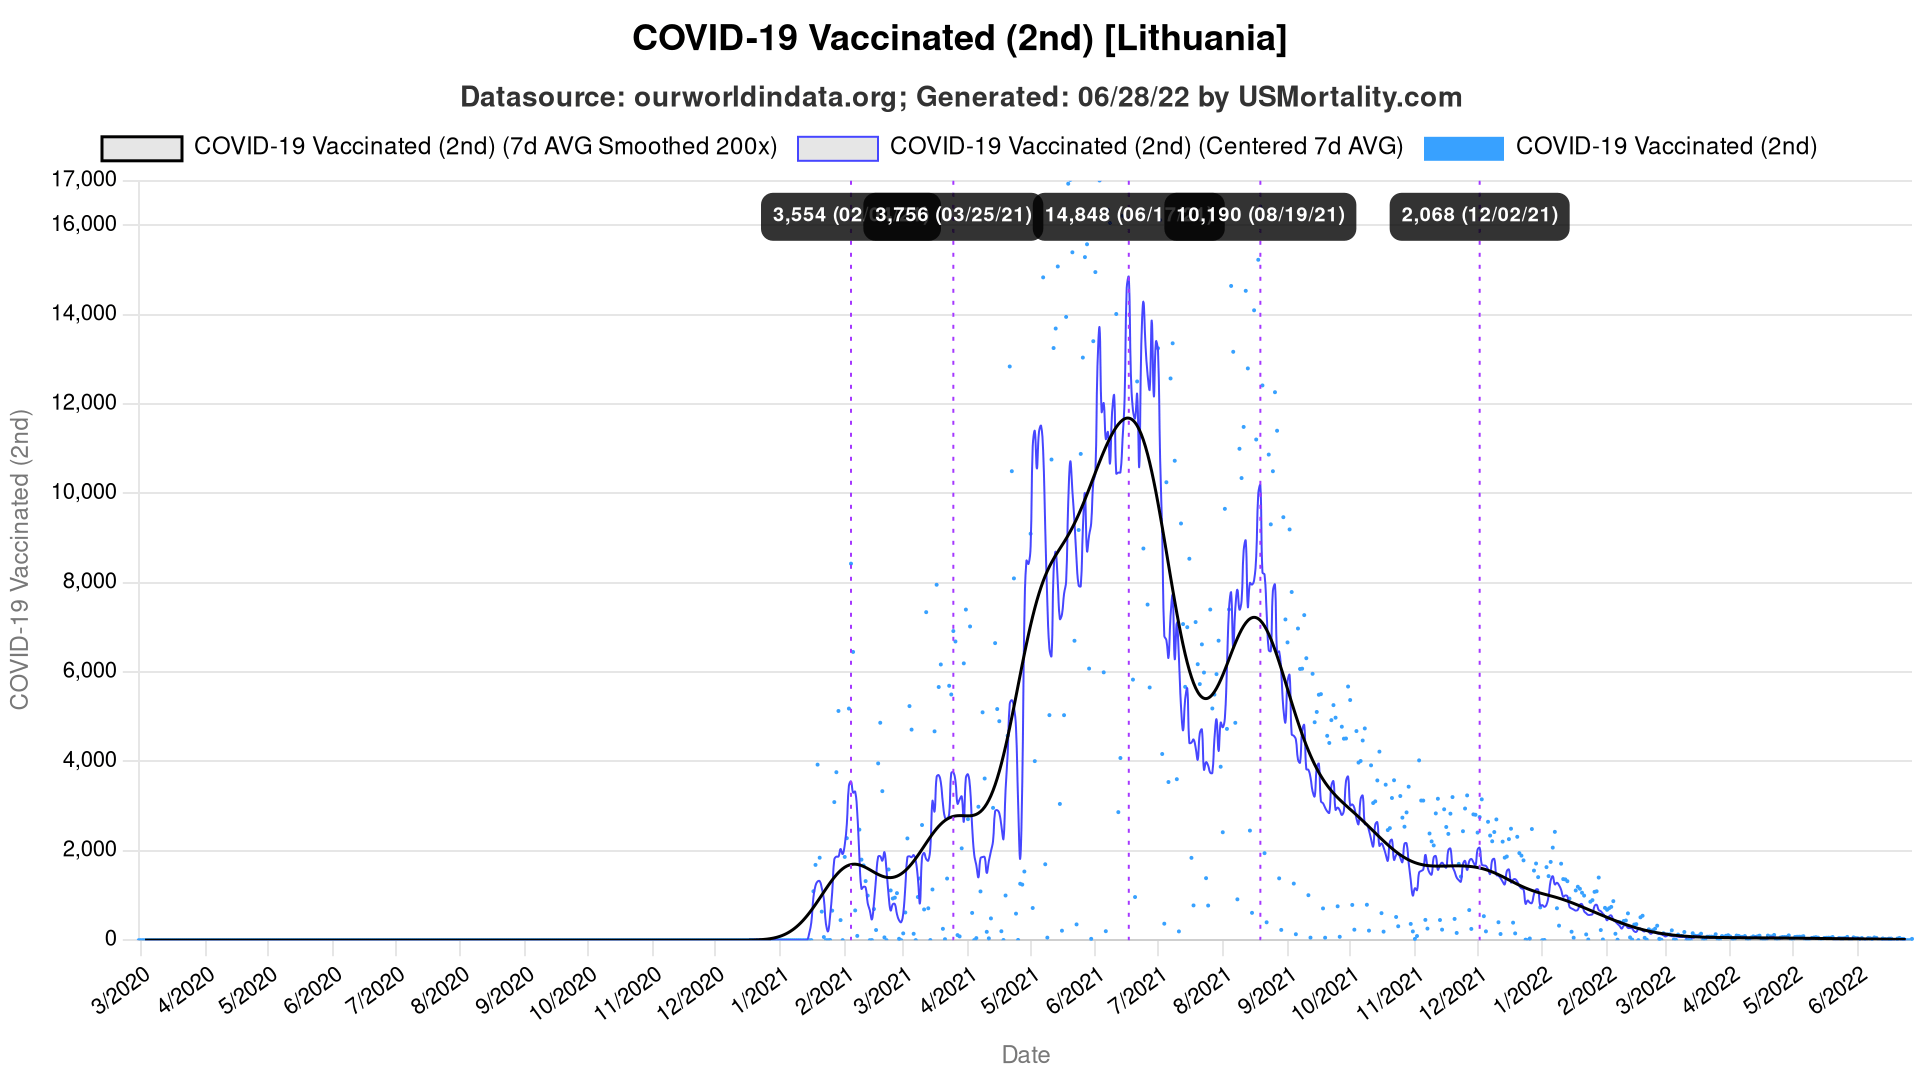 COVID-19 Vaccinated (2nd) [Lithuania]
Datasource: ourworldindata.org; Generated: 06/28/22 by USMortality.com
COVID-19 Vaccinated (2nd) (7d AVG Smoothed 200x) COVID-19 Vaccinated (2nd) (Centered 7d AVG) COVID-19 Vaccinated (2nd)
17,000
3,554 (02/ 3,756 (03/25/21) 14,848 (06/17 10,190 (08/19/21) 2,068 (12/02/21)
16,000
14,000
12,000
10,000
8,000
6,000
4,000
2,000
0
COVID-19 Vaccinated (2nd)
3/2020 4/2020 5/2020 6/2020 7/2020 8/2020 9/2020 10/2020 11/2020 12/2020 1/2021 2/2021 3/2021 4/2021 5/2021 6/2021 7/2021 8/2021 9/2021 10/2021 11/2021 12/2021 1/2022 2/2022 3/2022 4/2022 5/2022 6/2022
Date